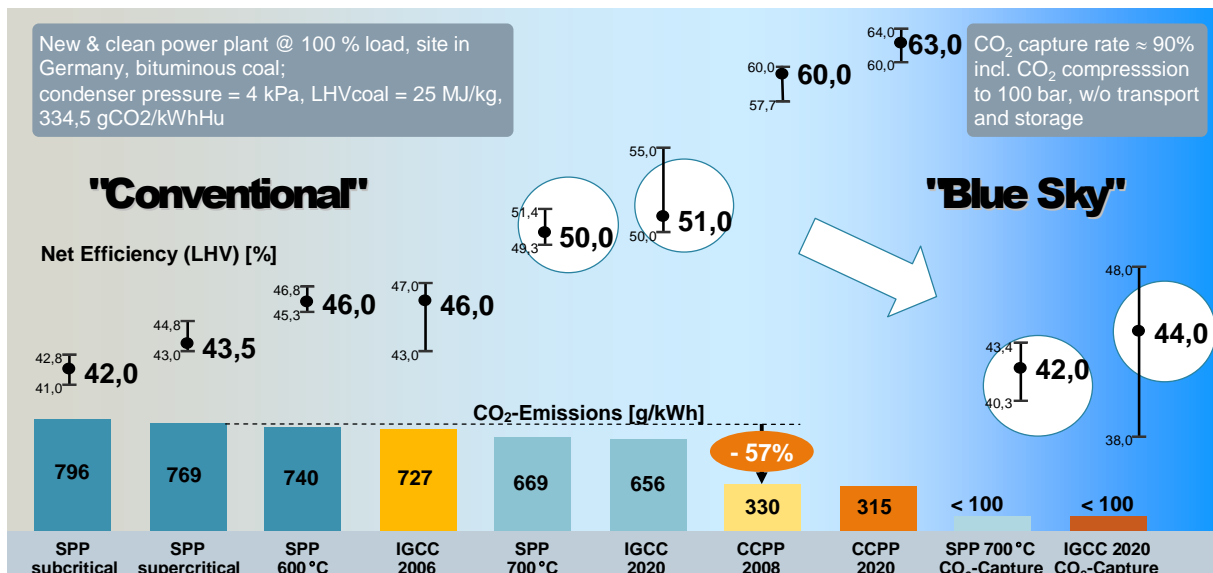 New & clean power plant @ 100 % load, site in
Germany, bituminous coal;
condenser pressure = 4 kPa, LHVcoal = 25 MJ/kg,
334,5 gCO2/kWhHu
CO₂ capture rate ≈ 90%
incl. CO₂ compresssion
to 100 bar, w/o transport
and storage
"Conventional"
"Blue Sky"
Net Efficiency (LHV) [%]
42,8
42,0
41,0
44,8
43,5
43,0
46,8
46,0
45,3
47,0
46,0
43,0
51,4
50,0
49,3
55,0
51,0
50,0
60,0
60,0
57,7
64,0
63,0
60,0
43,4
42,0
40,3
48,0
44,0
38,0
CO₂-Emissions [g/kWh]
- 57%
796
769
740
727
669
656
330
315
< 100
< 100
SPP
subcritical
SPP
supercritical
SPP
600°C
IGCC
2006
SPP
700°C
IGCC
2020
CCPP
2008
CCPP
2020
SPP 700°C
CO₂-Capture
IGCC 2020
CO₂-Capture